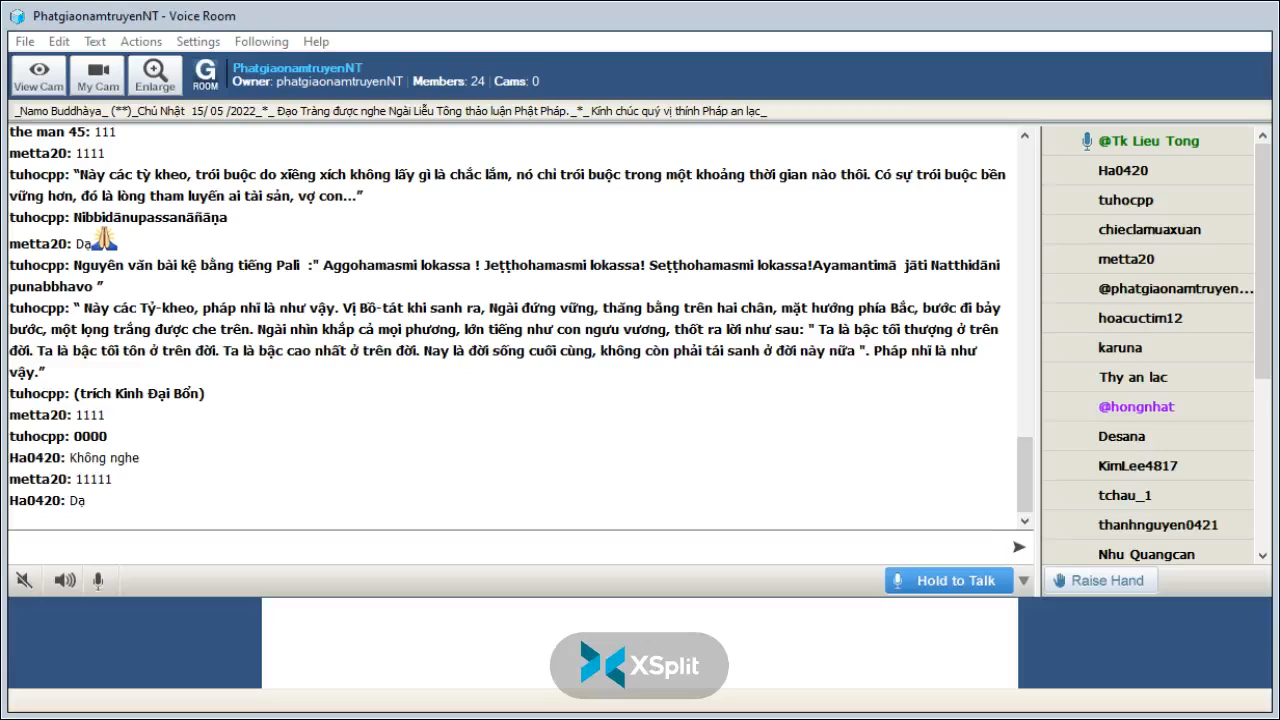 PhatgiaonamtruyenNT - Voice Room
File Edit Text Actions Settings Following Help
View Cam My Cam Enlarge G ROOM
PhatgiaonamtruyenNT
Owner: phatgiaonamtruyenNT Members: 24 Cams: 0
_Namo Buddhàya_ (**)_Chủ Nhật 15/ 05 /2022_*_ Đạo Tràng được nghe Ngài Liễu Tông thảo luận Phật Pháp._*_ Kính chúc quý vị thính Pháp an lạc_
the man 45: 111
metta20: 1111
tuhocpp: “Này các tỳ kheo, trói buộc do xiềng xích không lấy gì là chắc lắm, nó chỉ trói buộc trong một khoảng thời gian nào thôi. Có sự trói buộc bền
vững hơn, đó là lòng tham luyến ai tài sản, vợ con...”
tuhocpp: Nibbidānupassanāñāṇa
metta20: Dạ
tuhocpp: Nguyên văn bài kệ bằng tiếng Pali :" Aggohamasmi lokassa ! Jeṭṭhohamasmi lokassa! Seṭṭhohamasmi lokassa!Ayamantimā jāti Natthidāni
punabbhavo ”
tuhocpp: “ Này các Tỷ-kheo, pháp nhĩ là như vậy. Vị Bồ-tát khi sanh ra, Ngài đứng vững, thăng bằng trên hai chân, mặt hướng phía Bắc, bước đi bảy
bước, một lọng trắng được che trên. Ngài nhìn khắp cả mọi phương, lớn tiếng như con ngưu vương, thốt ra lời như sau: " Ta là bậc tối thượng ở trên
đời. Ta là bậc tối tôn ở trên đời. Ta là bậc cao nhất ở trên đời. Nay là đời sống cuối cùng, không còn phải tái sanh ở đời này nữa ". Pháp nhĩ là như
vậy.”
tuhocpp: (trích Kinh Đại Bổn)
metta20: 1111
tuhocpp: 0000
Ha0420: Không nghe
metta20: 11111
Ha0420: Dạ
@Tk Lieu Tong
Ha0420
tuhocpp
chieclamuaxuan
metta20
@phatgiaonamtruyen...
hoacuctim12
karuna
Thy an lac
@hongnhat
Desana
KimLee4817
tchau_1
thanhnguyen0421
Nhu Quangcan
Hold to Talk
Raise Hand
XSplit